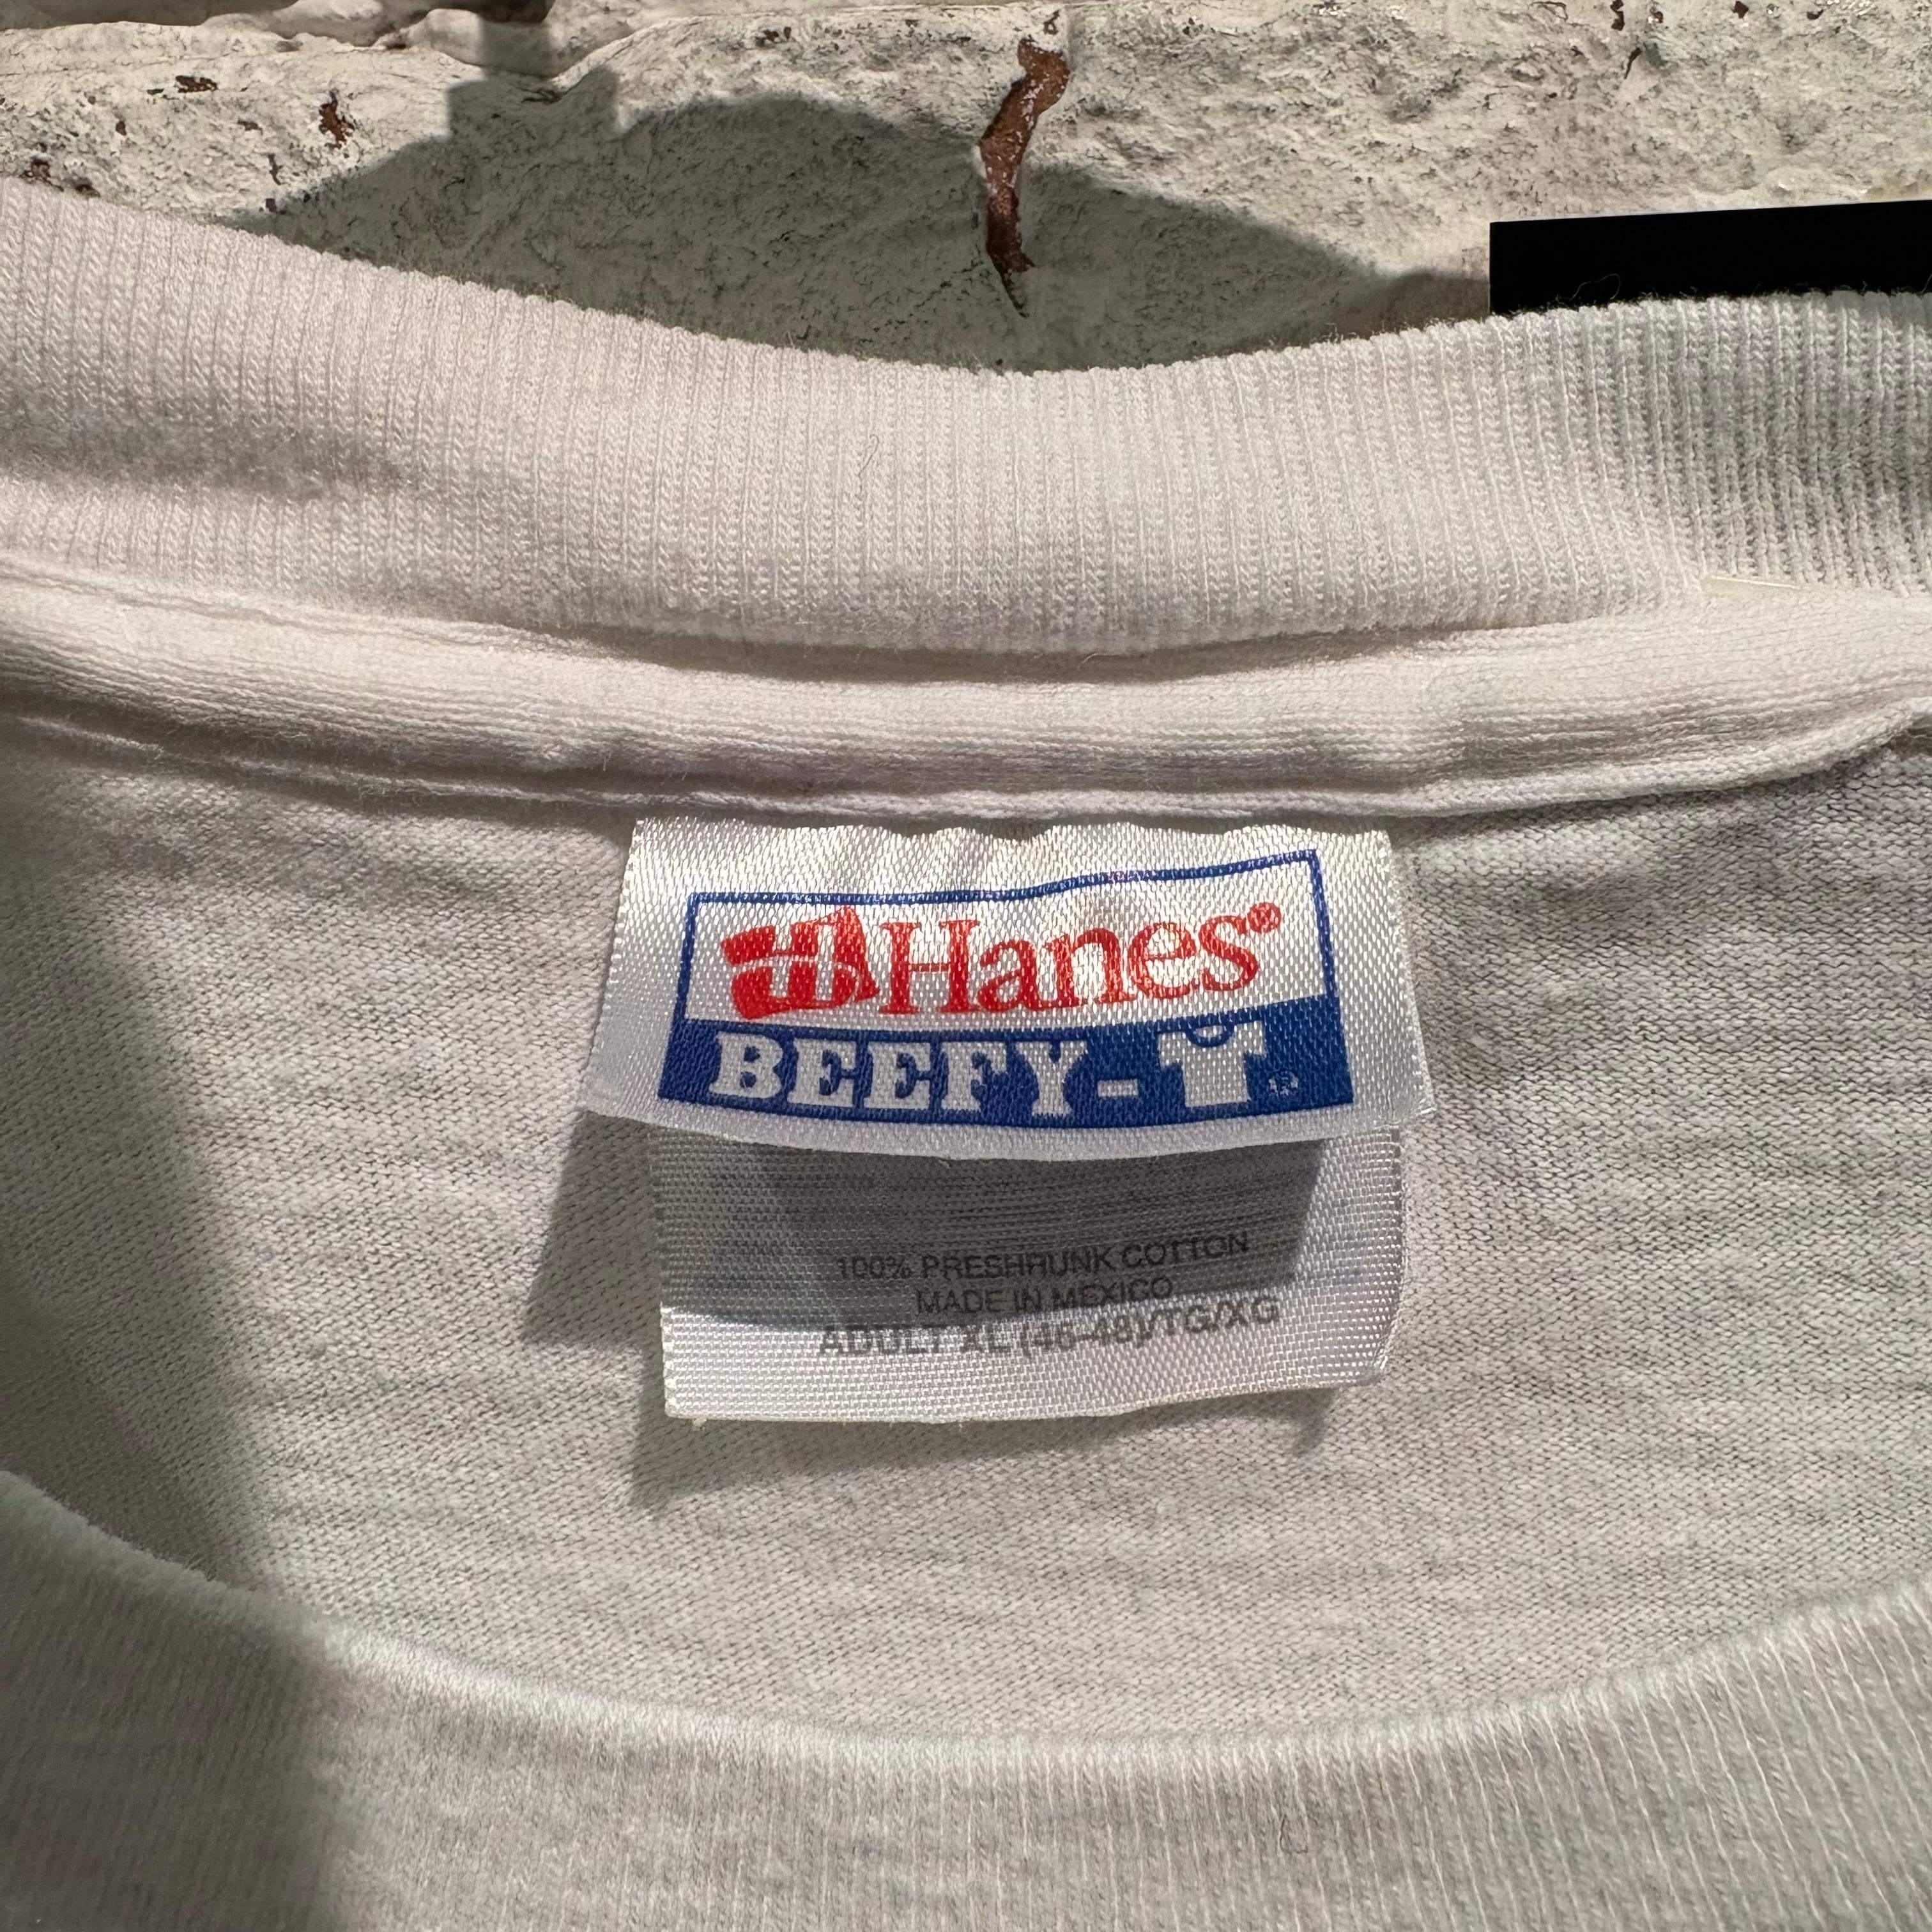 Hanes®
BEEFY-T®
100% PRESHRUNK COTTON
MADE IN MEXICO
ADULT XL (46-48)/TG/XG